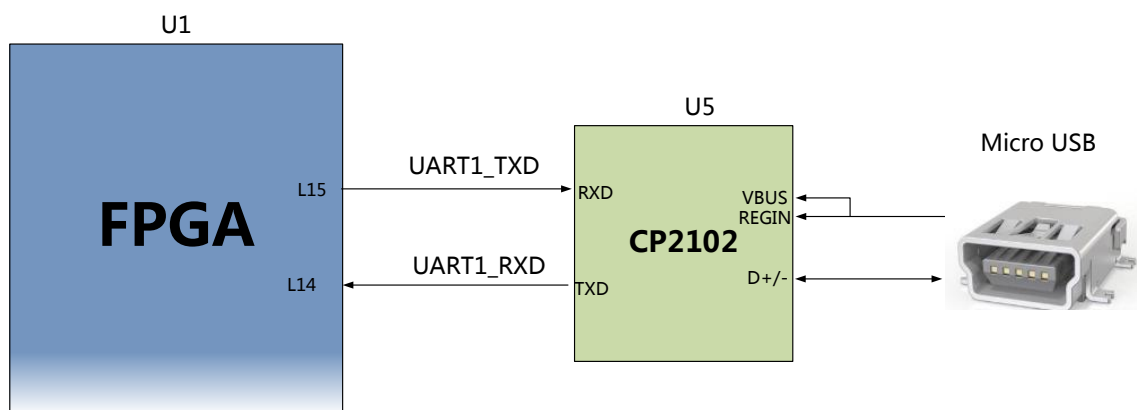 U1
U5
Micro USB
UART1_TXD
L15
RXD
VBUS
REGIN
FPGA
CP2102
UART1_RXD
L14
TXD
D+/-